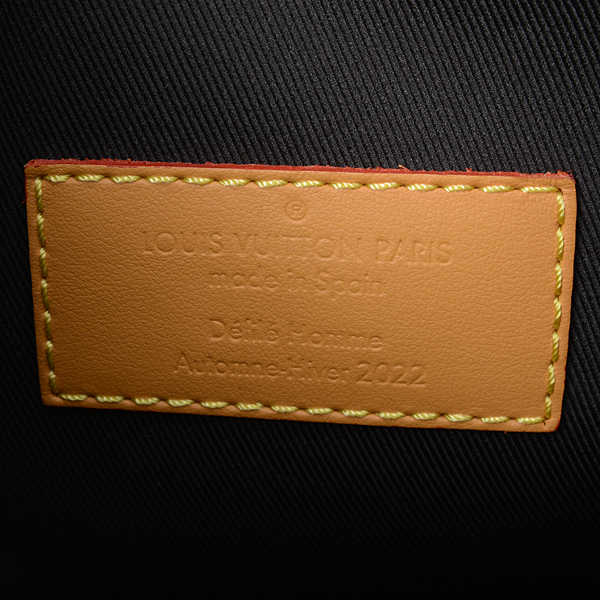 ®
LOUIS VUITTON PARIS
made in Spain
Défilé Homme
Automne-Hiver 2022